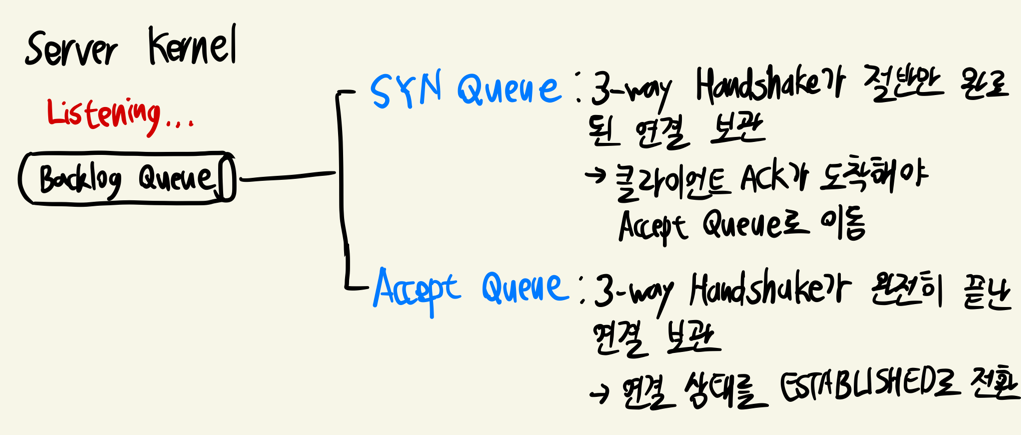 Server Kernel
Listening...
Backlog Queue
SYN Queue : 3-way Handshake가 절반만 완료
된 연결 보관
→ 클라이언트 ACK가 도착해야
Accept Queue로 이동
Accept Queue : 3-way Handshake가 완전히 끝난
연결 보관
→ 연결 상태를 ESTABLISHED로 전환